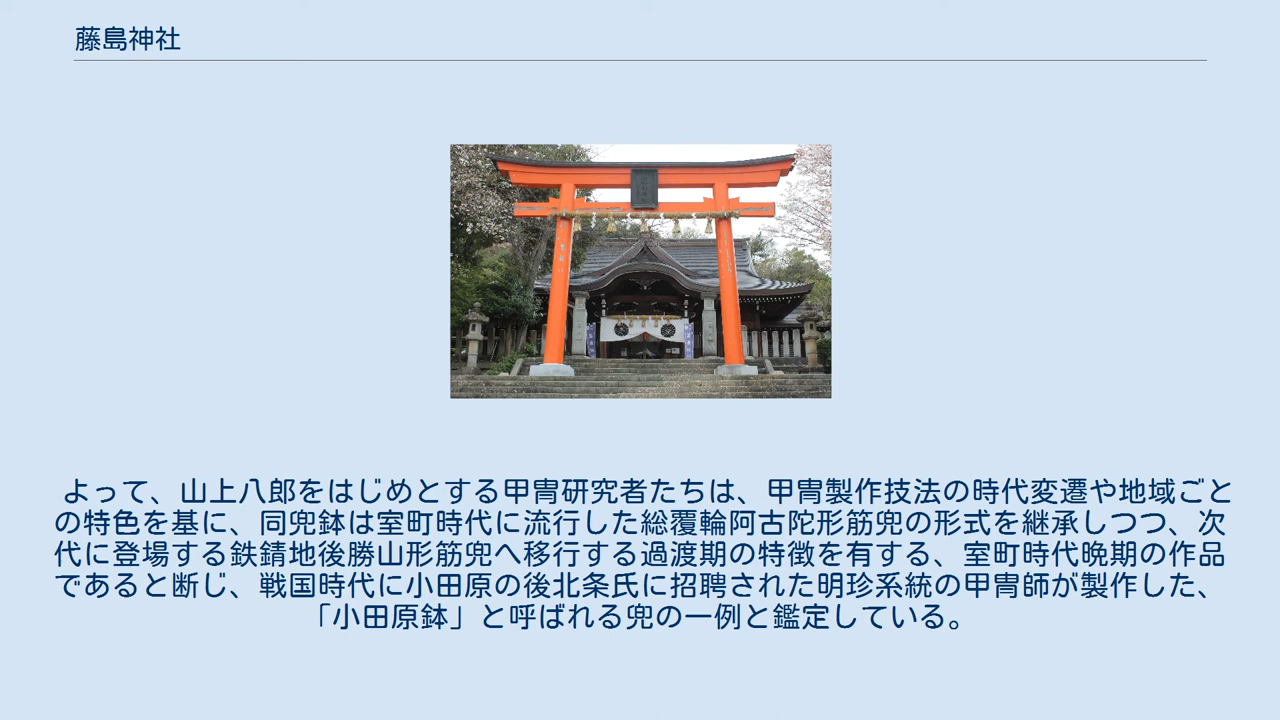 藤島神社
よって、山上八郎をはじめとする甲冑研究者たちは、甲冑製作技法の時代変遷や地域ごと
の特色を基に、同兜鉢は室町時代に流行した総覆輪阿古陀形筋兜の形式を継承しつつ、次
代に登場する鉄錆地後勝山形筋兜へ移行する過渡期の特徴を有する、室町時代晩期の作品
であると断じ、戦国時代に小田原の後北条氏に招聘された明珍系統の甲冑師が製作した、
「小田原鉢」と呼ばれる兜の一例と鑑定している。